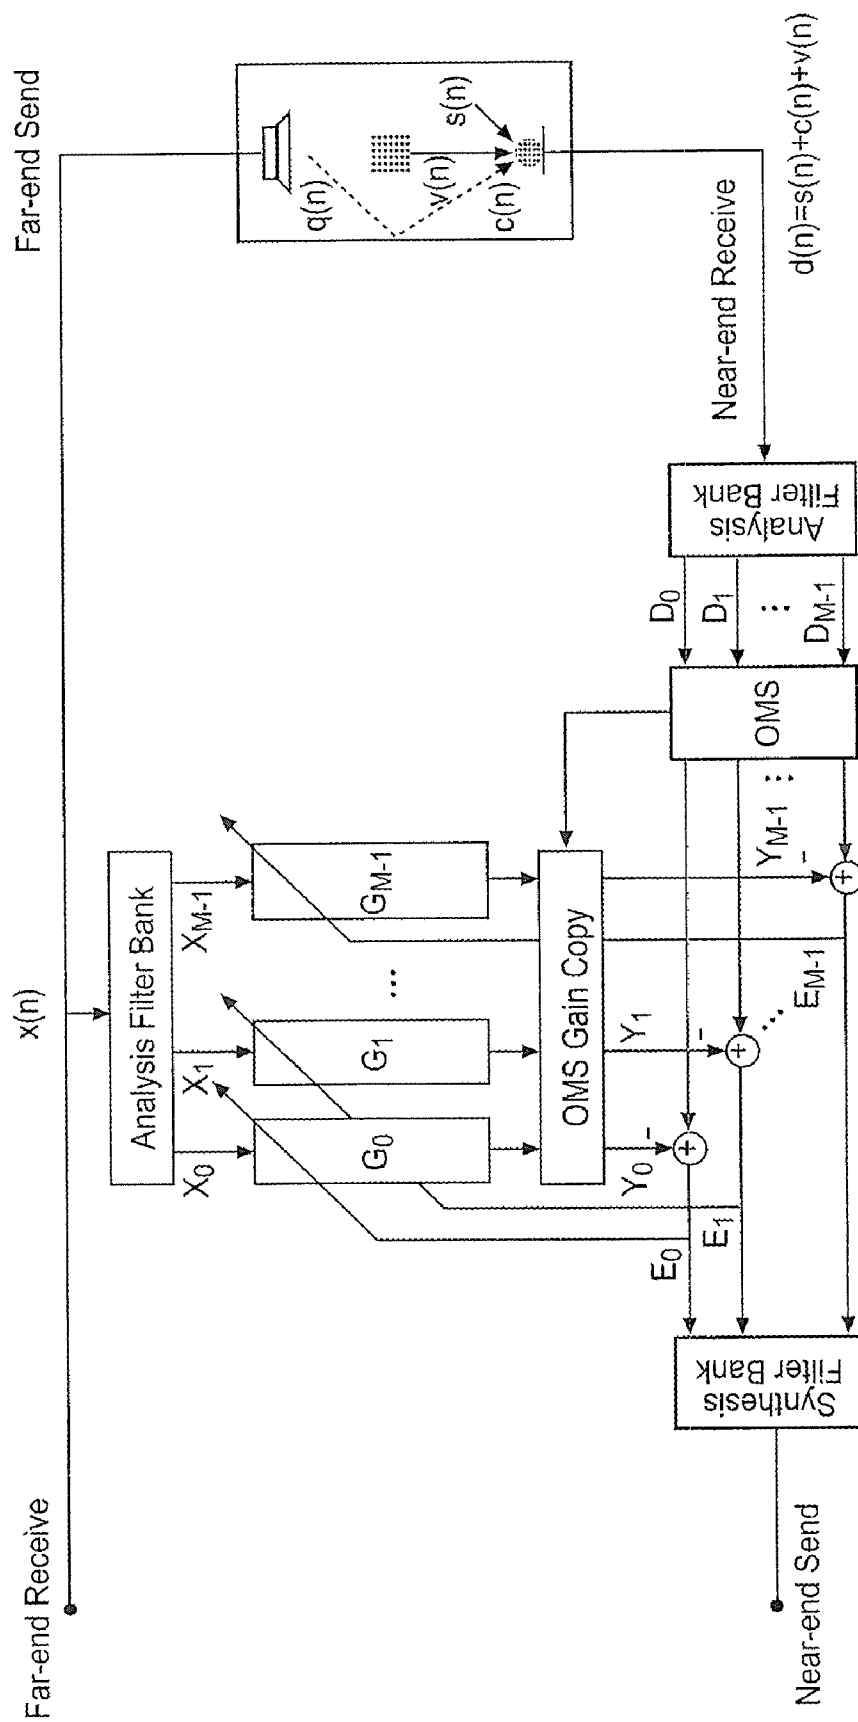 Far-end Receive
x(n)
Far-end Send
Analysis Filter Bank
X0
X1
XM-1
G0
G1
...
GM-1
OMS Gain Copy
Y0
-
Y1
-
YM-1
-
+
+
+
E0
E1
...
EM-1
Synthesis
Filter Bank
Near-end Send
OMS
...
D0
D1
...
DM-1
Analysis
Filter Bank
Near-end Receive
q(n)
v(n)
c(n)
s(n)
d(n)=s(n)+c(n)+v(n)